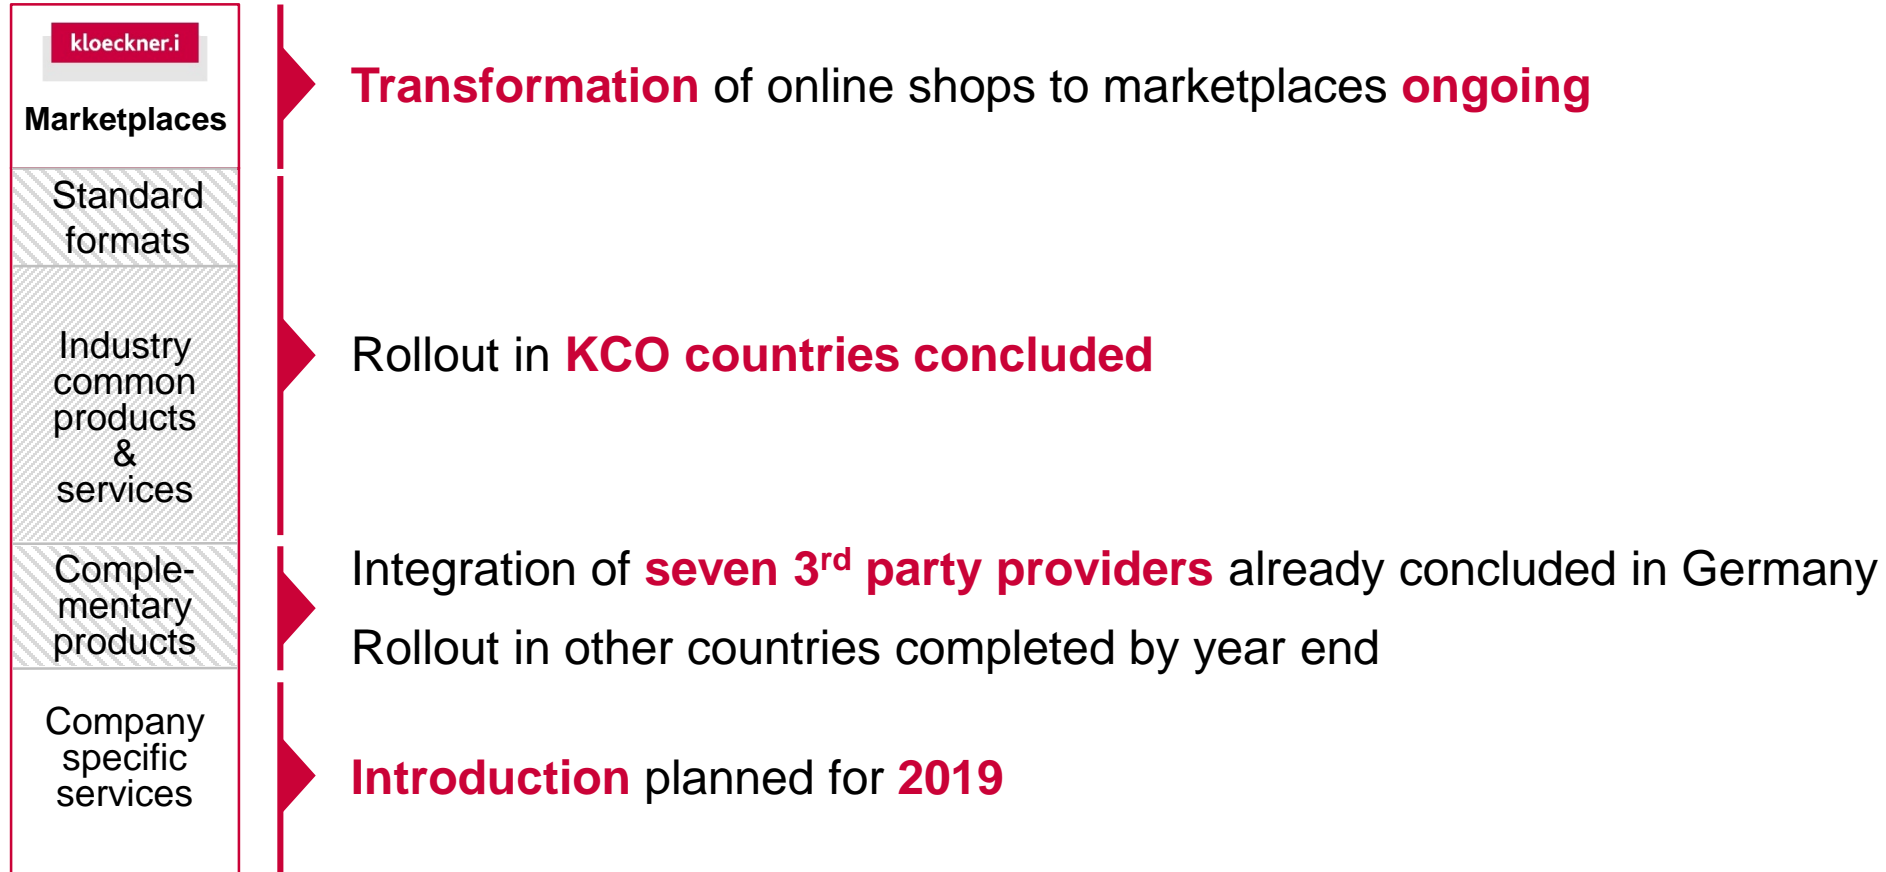 kloeckner.i
Marketplaces
Transformation of online shops to marketplaces ongoing
Standard
formats
Industry
common
products
&
services
Rollout in KCO countries concluded
Comple-
mentary
products
Integration of seven 3rd party providers already concluded in Germany
Rollout in other countries completed by year end
Company
specific
services
Introduction planned for 2019